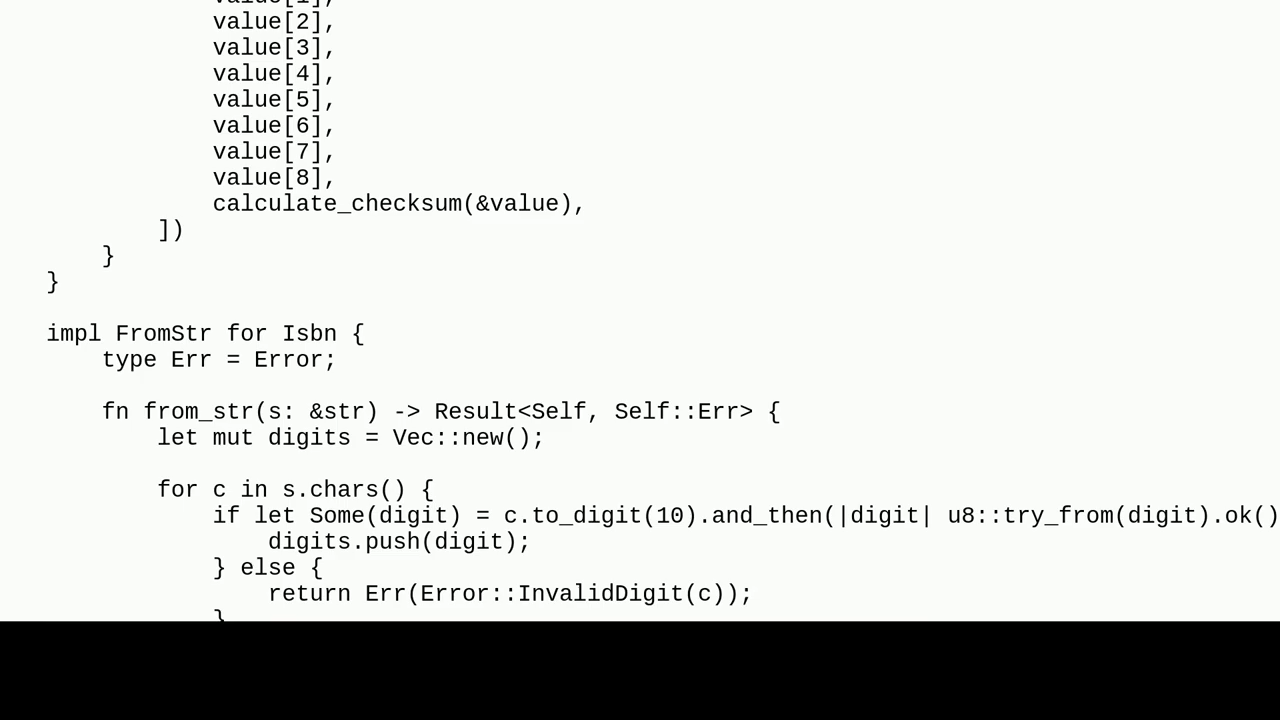 value[1],
value[2],
value[3],
value[4],
value[5],
value[6],
value[7],
value[8],
calculate_checksum(&value),
])
}
}
impl FromStr for Isbn {
type Err = Error;
fn from_str(s: &str) -> Result<Self, Self::Err> {
let mut digits = Vec::new();
for c in s.chars() {
if let Some(digit) = c.to_digit(10).and_then(|digit| u8::try_from(digit).ok()
digits.push(digit);
} else {
return Err(Error::InvalidDigit(c));
}